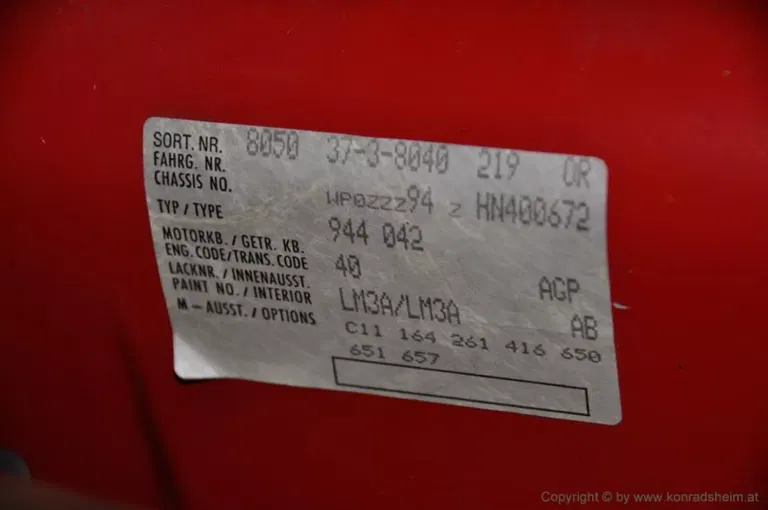 SORT. NR. 8050 37-3-8040 219 OR
FAHRG. NR.
CHASSIS NO. WP0ZZZ94 Z HN400672
TYP / TYPE 944 042
MOTORKB. / GETR. KB.
ENG. CODE/TRANS. CODE 40 AGP
LACKNR. / INNENAUSST.
PAINT NO. / INTERIOR LM3A/LM3A AB
M – AUSST. / OPTIONS C11 164 261 416 650
651 657
Copyright © by www.konradsheim.at